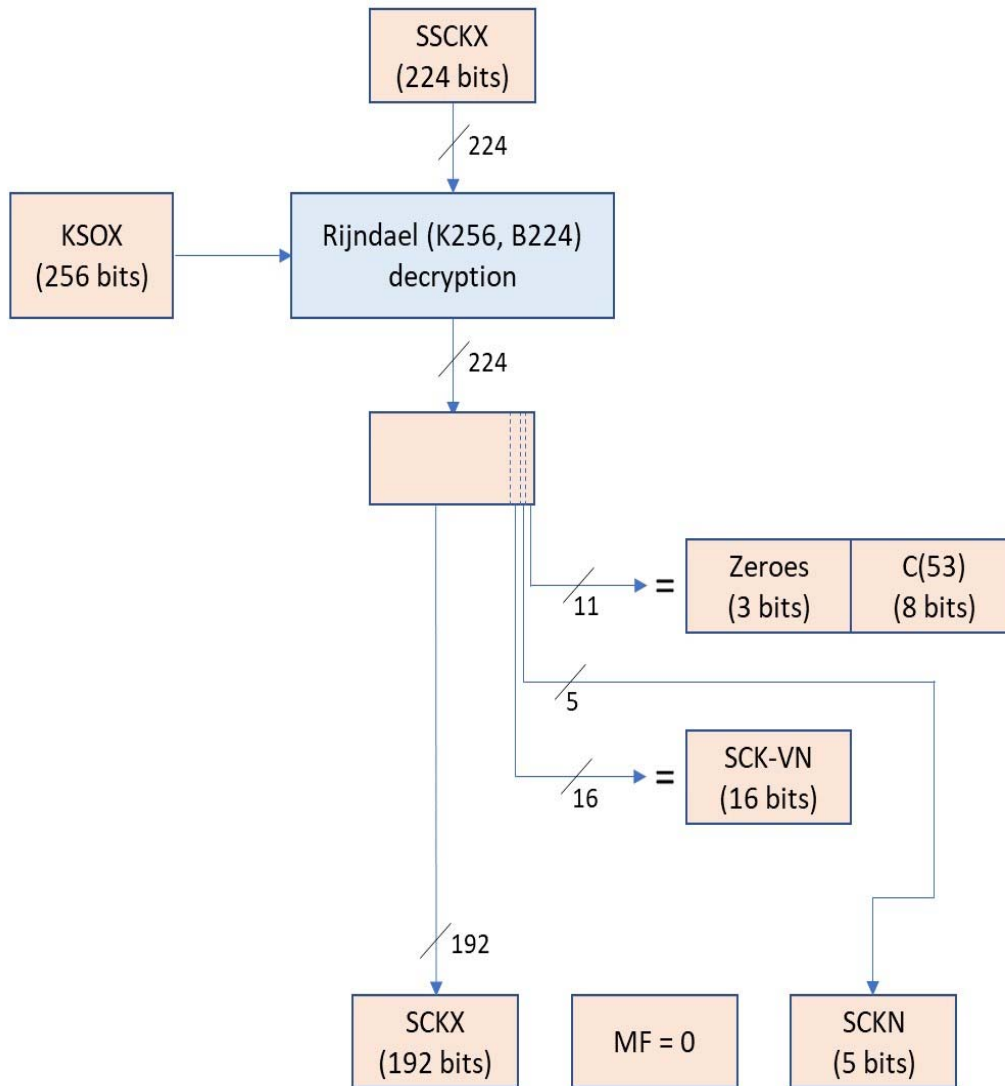 SSCKX
(224 bits)
224
KSOX
(256 bits)
Rijndael (K256, B224)
decryption
224
11
=
Zeroes
(3 bits)
C(53)
(8 bits)
5
16
=
SCK-VN
(16 bits)
192
SCKX
(192 bits)
MF = 0
SCKN
(5 bits)